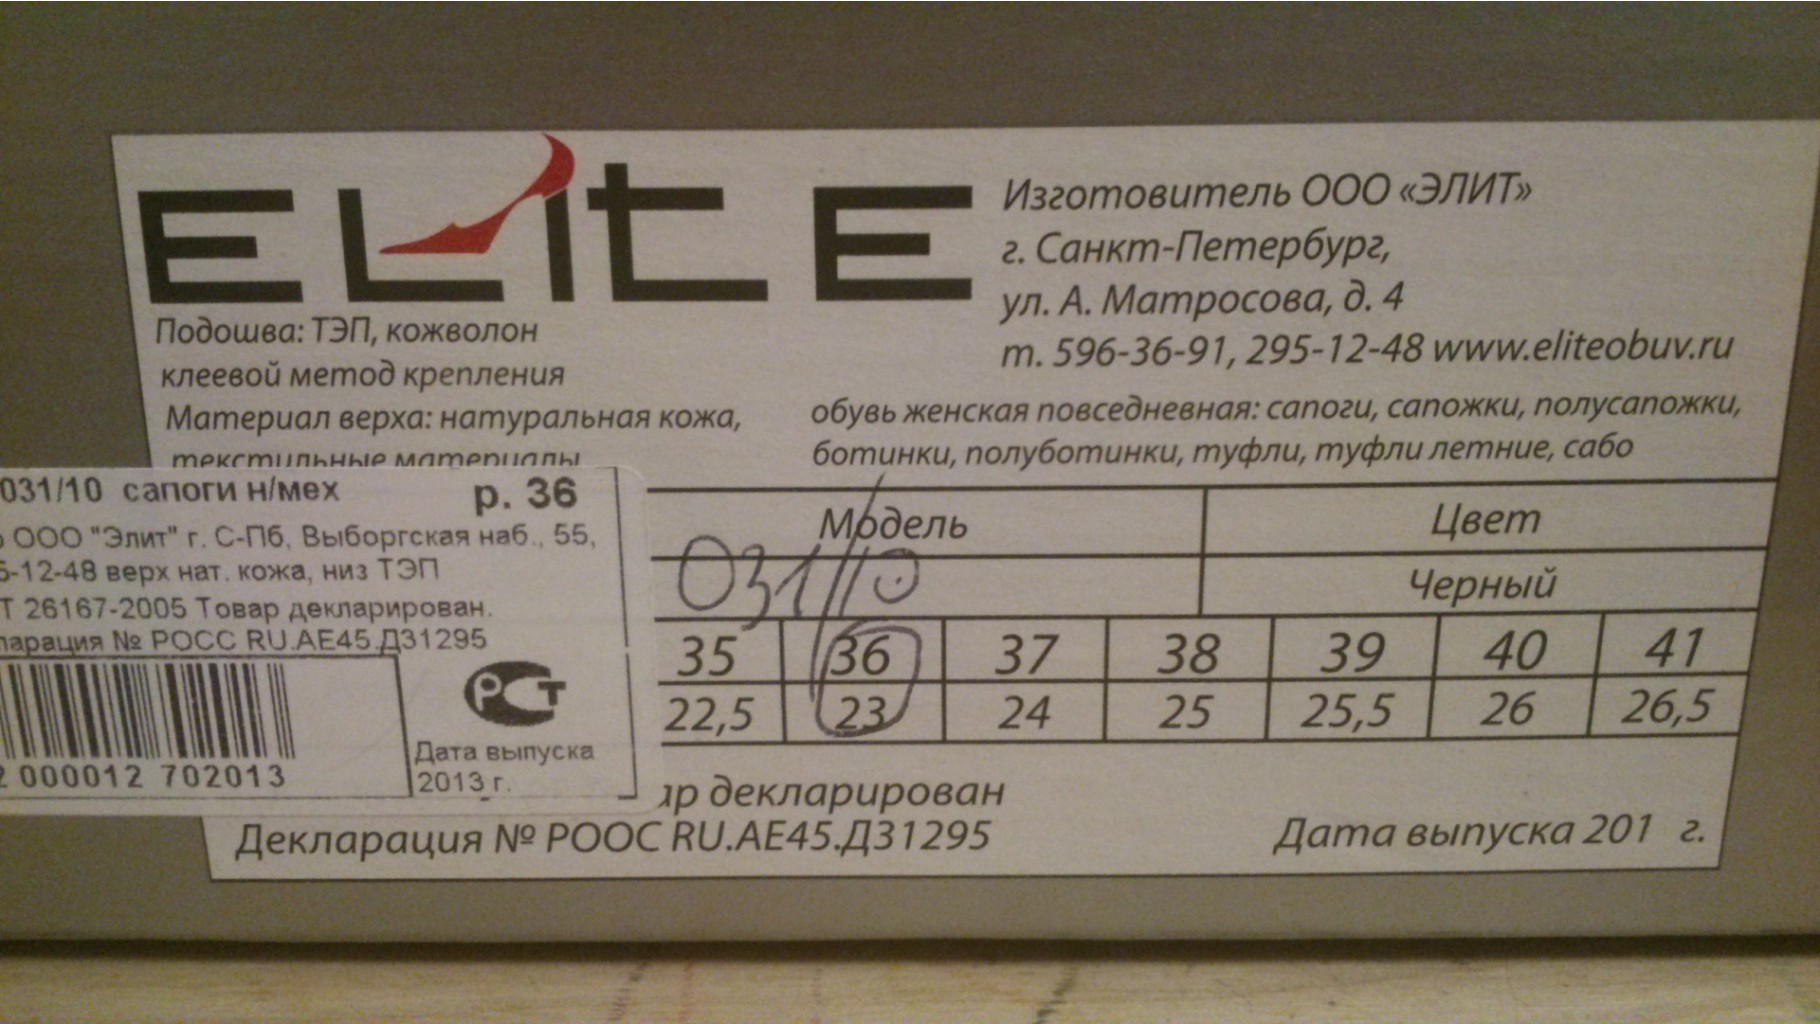 ELITE
Изготовитель ООО «ЭЛИТ»
г. Санкт-Петербург,
ул. А. Матросова, д. 4
т. 596-36-91, 295-12-48 www.eliteobuv.ru
Подошва: ТЭП, кожволон
клеевой метод крепления
Материал верха: натуральная кожа,
текстильные материалы
обувь женская повседневная: сапоги, сапожки, полусапожки,
ботинки, полуботинки, туфли, туфли летние, сабо
031/10 сапоги н/мех р. 36
ООО "Элит" г. С-Пб, Выборгская наб., 55,
5-12-48 верх нат. кожа, низ ТЭП
Т 26167-2005 Товар декларирован.
ларация № РОСС RU.АЕ45.Д31295
2 000012 702013
РСТ
Дата выпуска
2013 г.
Модель Цвет
031/10 Черный
35 36 37 38 39 40 41
22,5 23 24 25 25,5 26 26,5
ар декларирован
Декларация № РООС RU.АЕ45.Д31295
Дата выпуска 201 г.